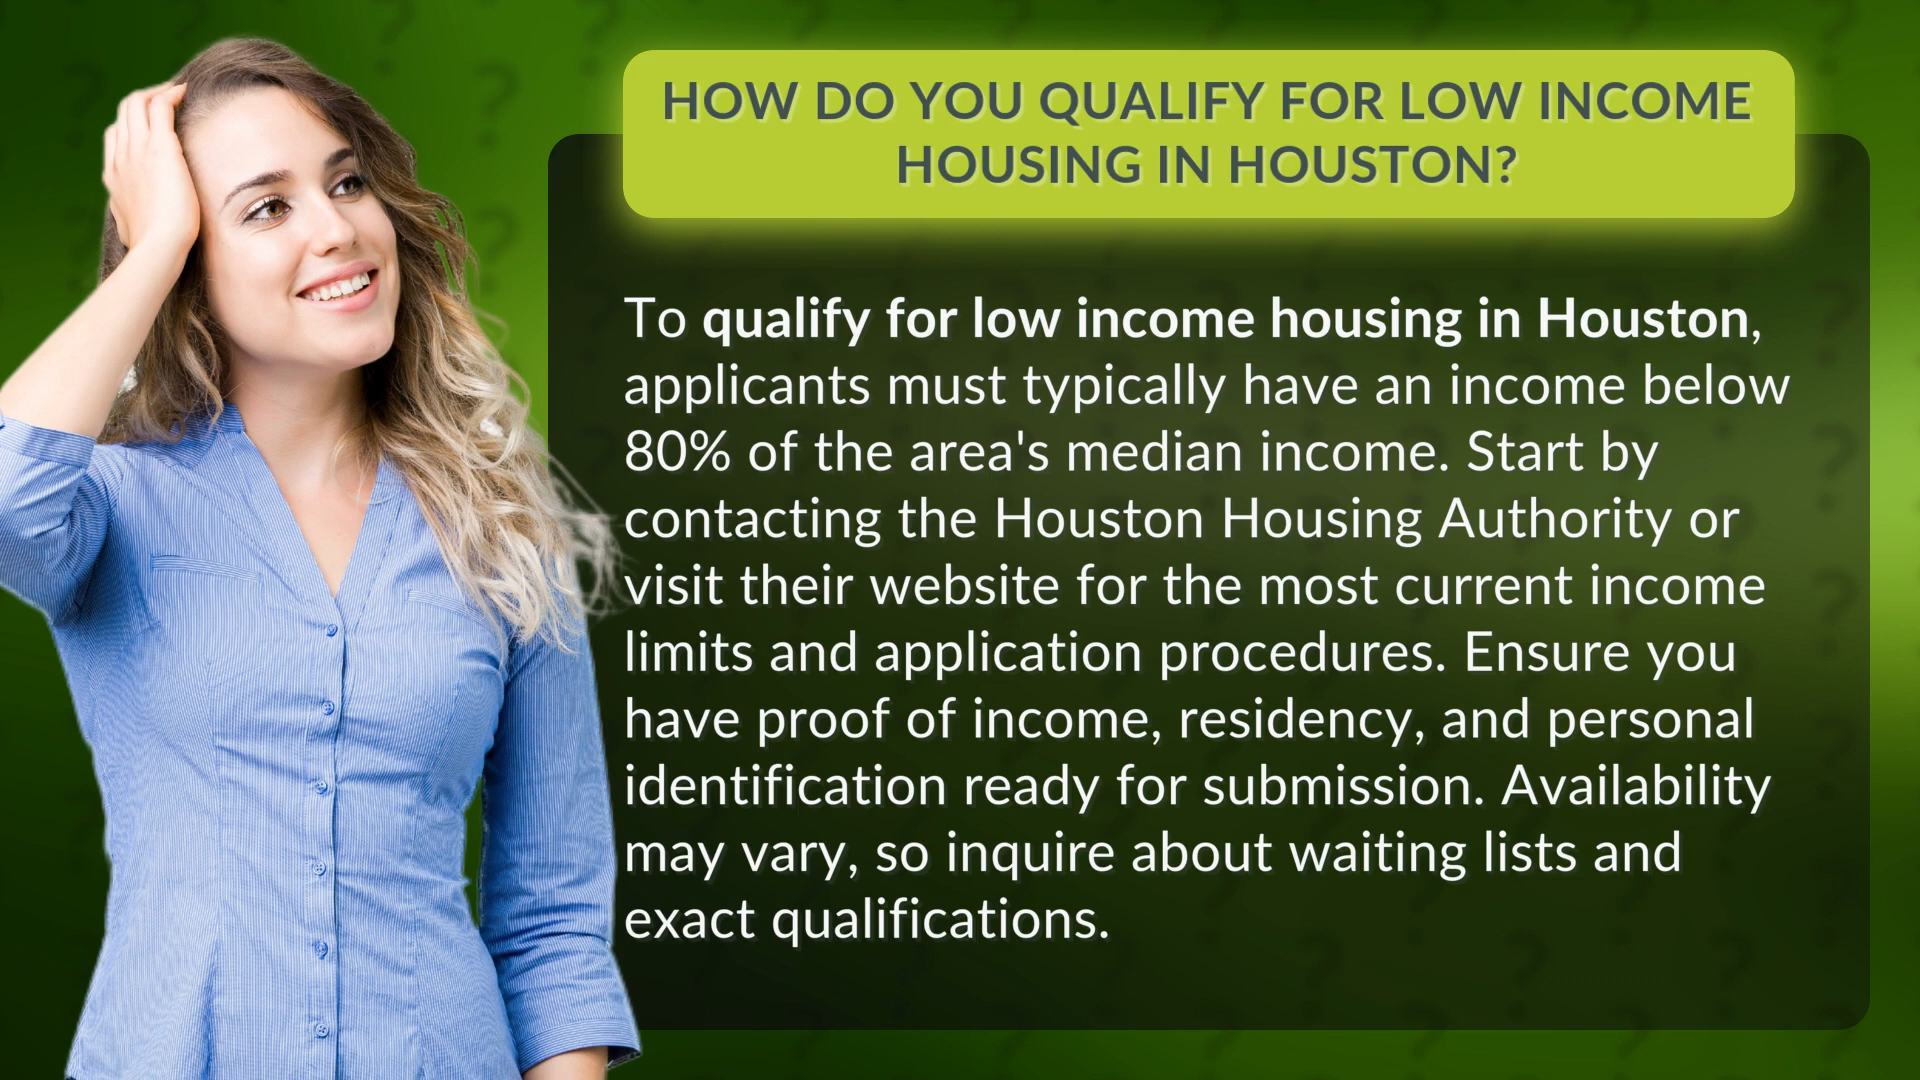 HOW DO YOU QUALIFY FOR LOW INCOME
HOUSING IN HOUSTON?
To qualify for low income housing in Houston,
applicants must typically have an income below
80% of the area's median income. Start by
contacting the Houston Housing Authority or
visit their website for the most current income
limits and application procedures. Ensure you
have proof of income, residency, and personal
identification ready for submission. Availability
may vary, so inquire about waiting lists and
exact qualifications.